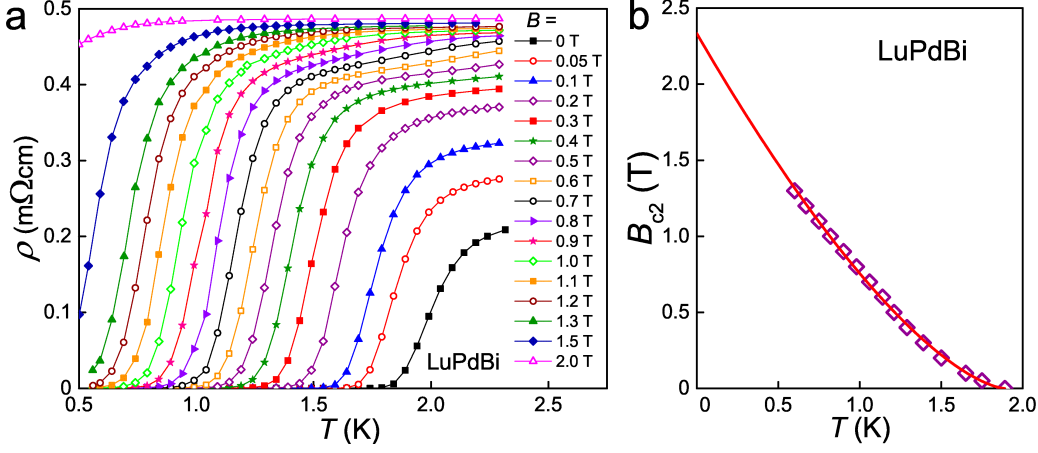 a
0.5
0.4
0.3
0.2
0.1
0
ρ (mΩcm)
0.5
1.0
1.5
2.0
2.5
T (K)
B =
0 T
0.05 T
0.1 T
0.2 T
0.3 T
0.4 T
0.5 T
0.6 T
0.7 T
0.8 T
0.9 T
1.0 T
1.1 T
1.2 T
1.3 T
1.5 T
2.0 T
LuPdBi
b
LuPdBi
2.5
2.0
1.5
1.0
0.5
0
Bc2 (T)
0
0.5
1.0
1.5
2.0
T (K)